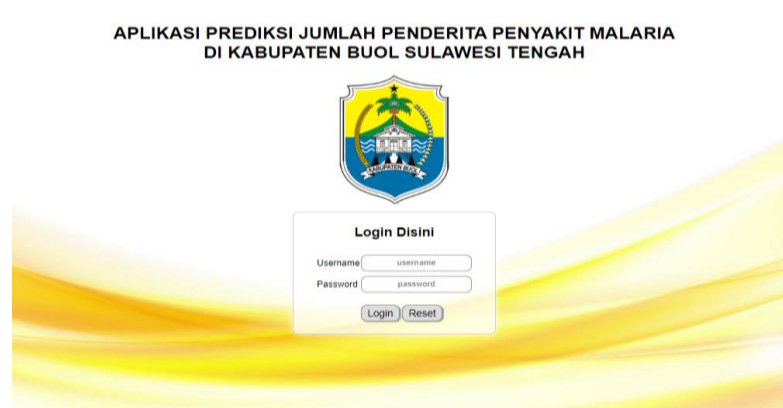 APLIKASI PREDIKSI JUMLAH PENDERITA PENYAKIT MALARIA
DI KABUPATEN BUOL SULAWESI TENGAH
KABUPATEN BUOL
Login Disini
Username username
Password password
Login Reset